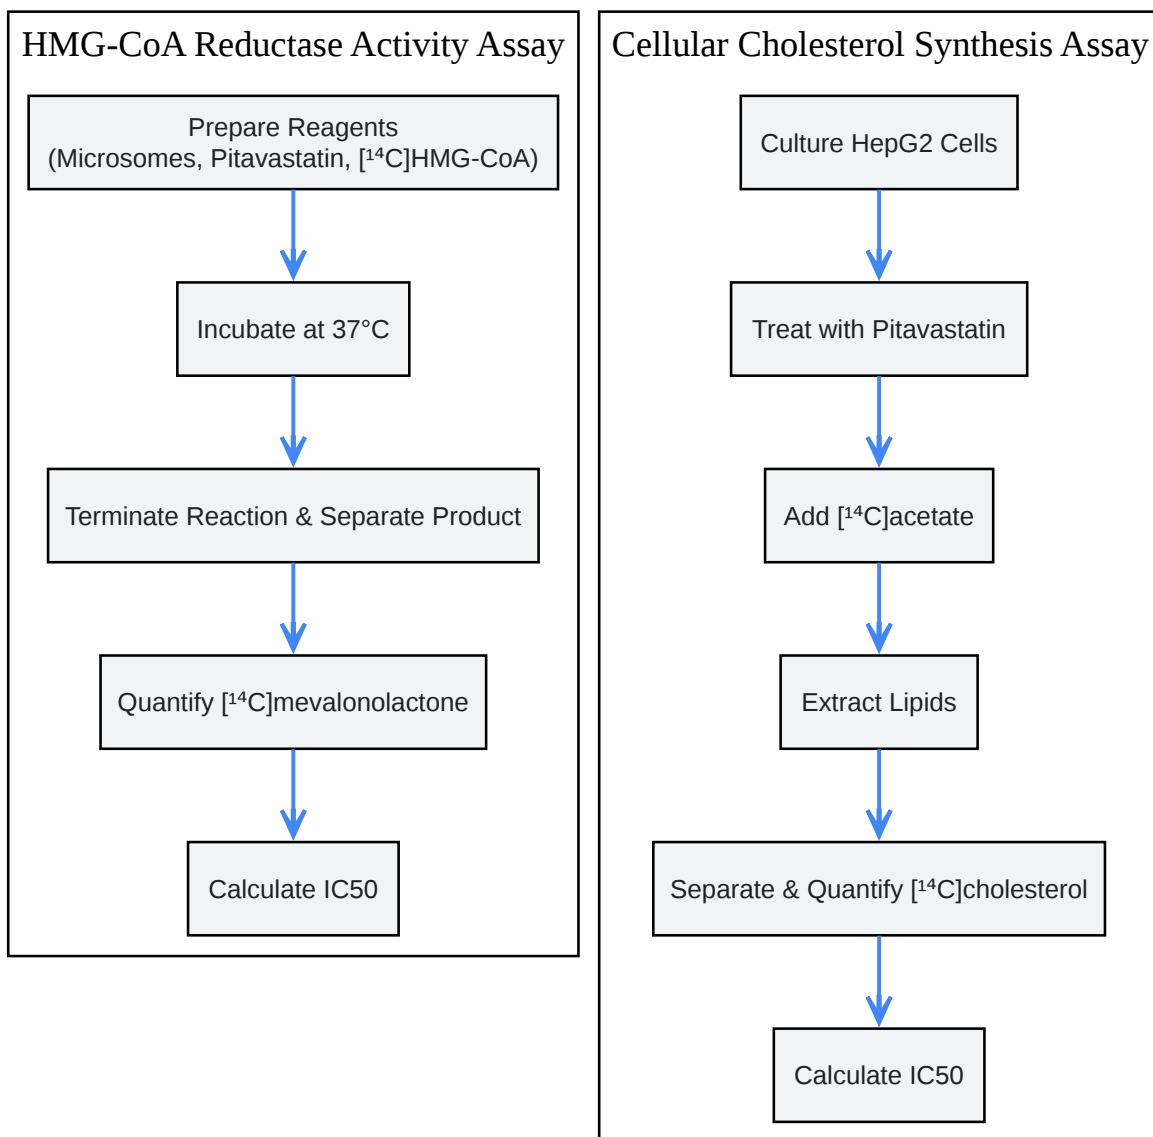 HMG-CoA Reductase Activity Assay
Prepare Reagents
(Microsomes, Pitavastatin, [¹⁴C]HMG-CoA)
Incubate at 37°C
Terminate Reaction & Separate Product
Quantify [¹⁴C]mevalonolactone
Calculate IC50
Cellular Cholesterol Synthesis Assay
Culture HepG2 Cells
Treat with Pitavastatin
Add [¹⁴C]acetate
Extract Lipids
Separate & Quantify [¹⁴C]cholesterol
Calculate IC50